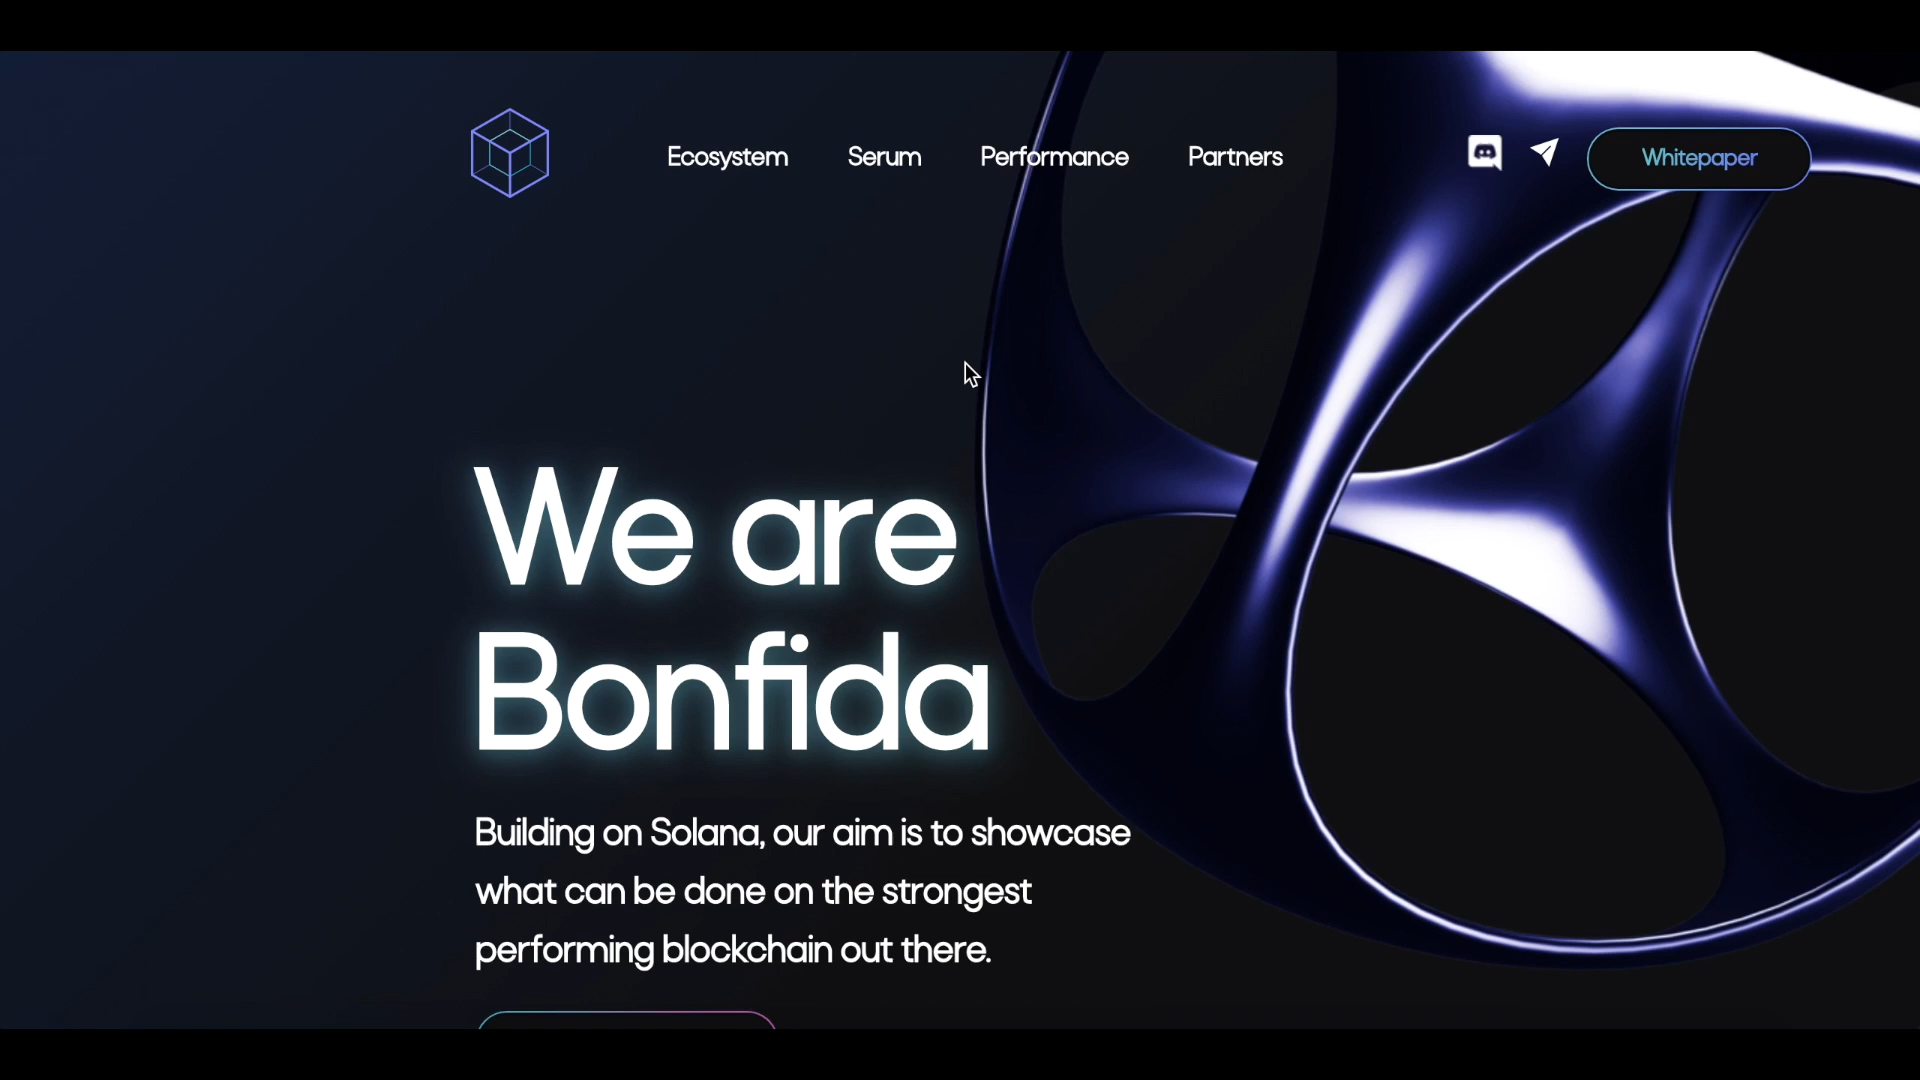 Ecosystem Serum Performance Partners Whitepaper
We are
Bonfida
Building on Solana, our aim is to showcase
what can be done on the strongest
performing blockchain out there.